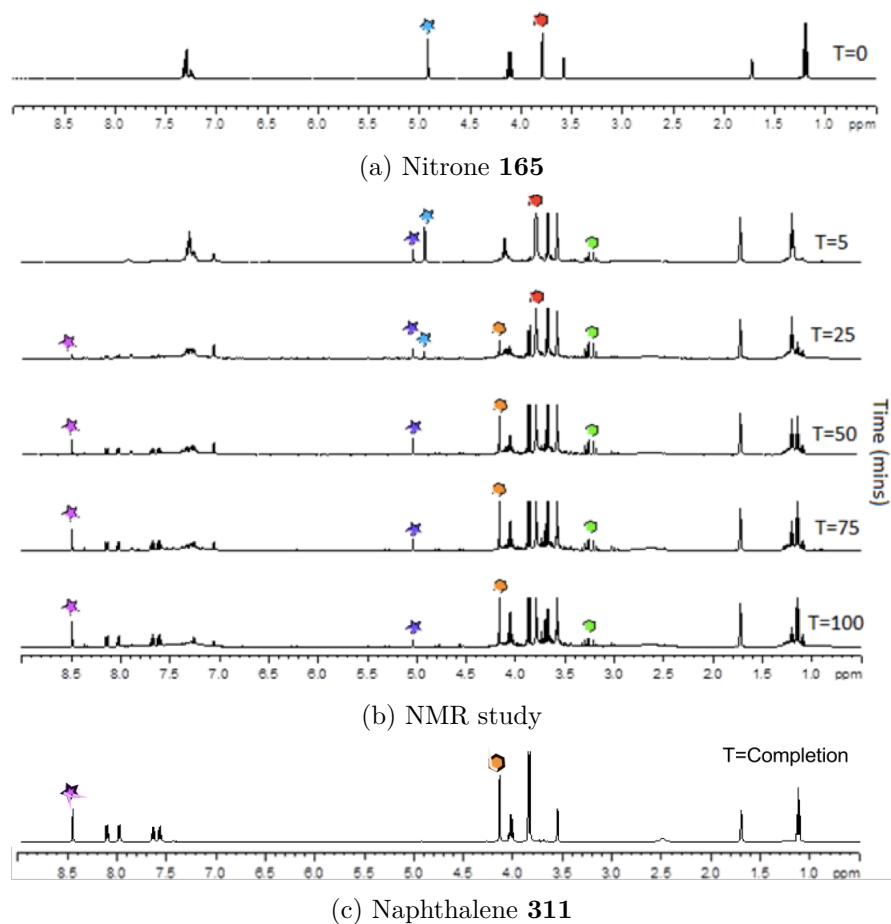 T=0
8.5 8.0 7.5 7.0 6.5 6.0 5.5 5.0 4.5 4.0 3.5 3.0 2.5 2.0 1.5 1.0 ppm
(a) Nitrone 165
T=5
T=25
T=50
T=75
T=100
Time (mins)
8.5 8.0 7.5 7.0 6.5 6.0 5.5 5.0 4.5 4.0 3.5 3.0 2.5 2.0 1.5 1.0 ppm
(b) NMR study
T=Completion
8.5 8.0 7.5 7.0 6.5 6.0 5.5 5.0 4.5 4.0 3.5 3.0 2.5 2.0 1.5 1.0 ppm
(c) Naphthalene 311